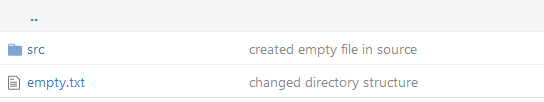 ..
src created empty file in source
empty.txt changed directory structure